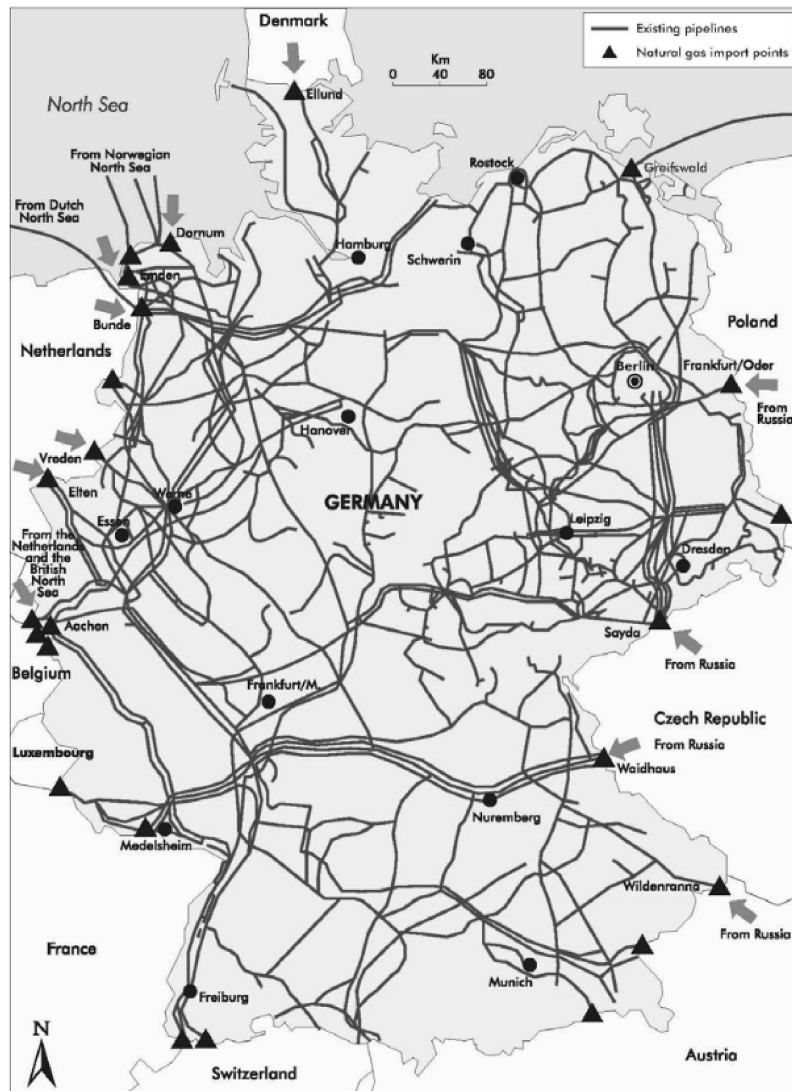 Denmark
Existing pipelines
Natural gas import points
Km
0 40 80
Ellund
North Sea
From Norwegian
North Sea
Rostock
Greifswald
From Dutch
North Sea
Dornum
Hamburg
Schwerin
Emden
Bunde
Poland
Netherlands
Berlin
Frankfurt/Oder
From
Russia
Hanover
Vreden
Elten
Werne
GERMANY
Essen
Leipzig
From the
Netherlands
and the
British
North
Sea
Dresden
Aachen
Sayda
From Russia
Belgium
Frankfurt/M.
Czech Republic
From Russia
Luxembourg
Waidhaus
Nuremberg
Medelsheim
Wildenranna
From Russia
France
Munich
Freiburg
N
Switzerland
Austria